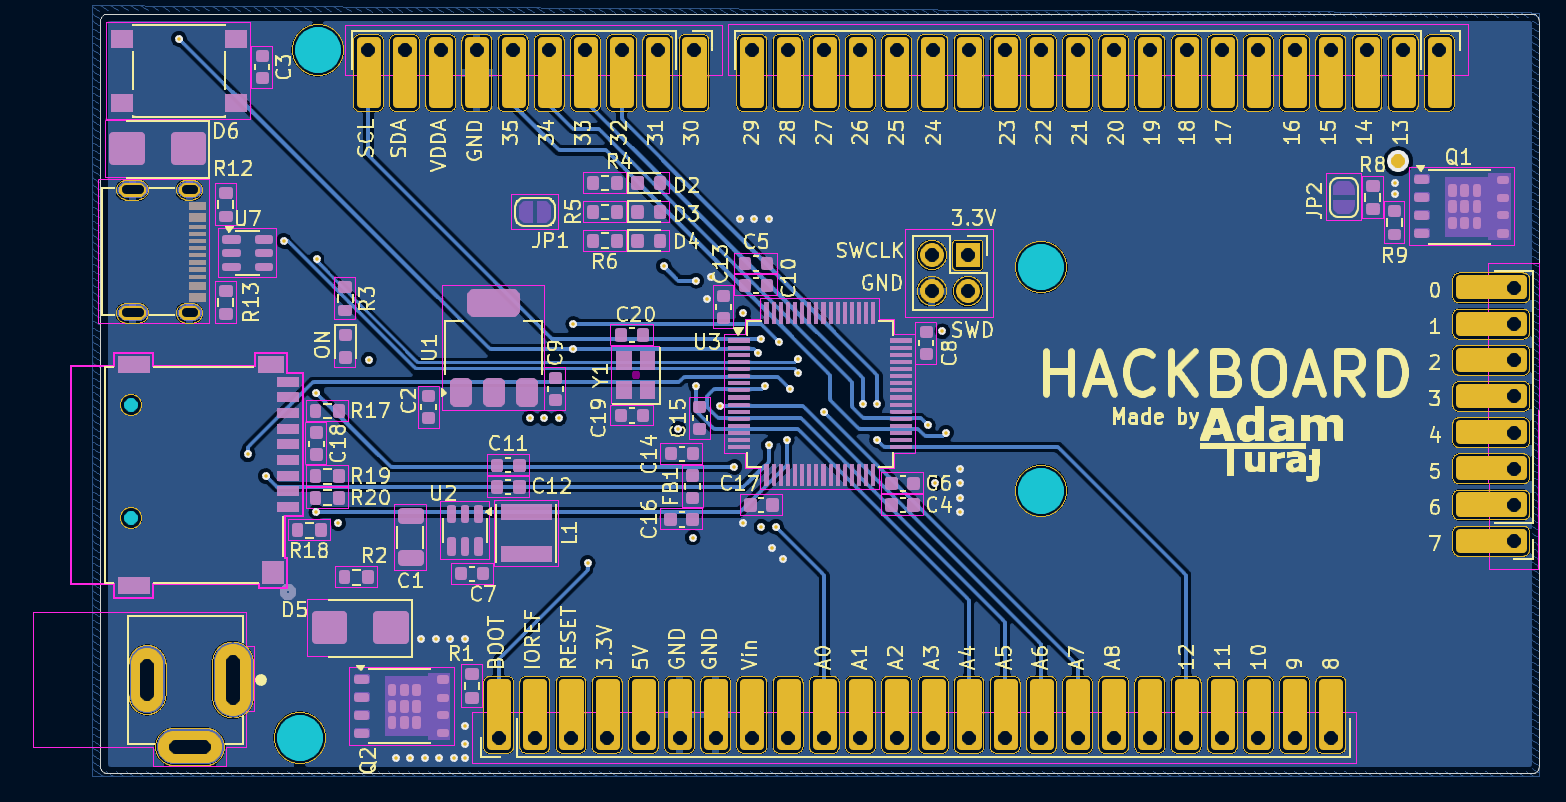 C3
D6
SCL SDA VDDA GND 35 34 33 32 31 30 29 28 27 26 25 24 23 22 21 20 19 18 17 16 15 14 13
R12
R4
D2
R5
D3
JP1
R6
D4
U7
R13
R3
ON
JP2
R8
Q1
R9
3.3V
SWCLK
GND
SWD
C13
C5
C10
C20
U3
C8
U1
C9
Y1
C2
C19
C15
HACKBOARD
Made by Adam
Turaj
0
1
2
3
4
5
6
7
R17
C18
R19
R20
R18
R2
C11
C12
U2
L1
C1
C7
C14
FB1
C16
C17
C6
C4
D5
R1
Q2
BOOT IOREF RESET 3.3V 5V GND GND Vin A0 A1 A2 A3 A4 A5 A6 A7 A8 12 11 10 9 8